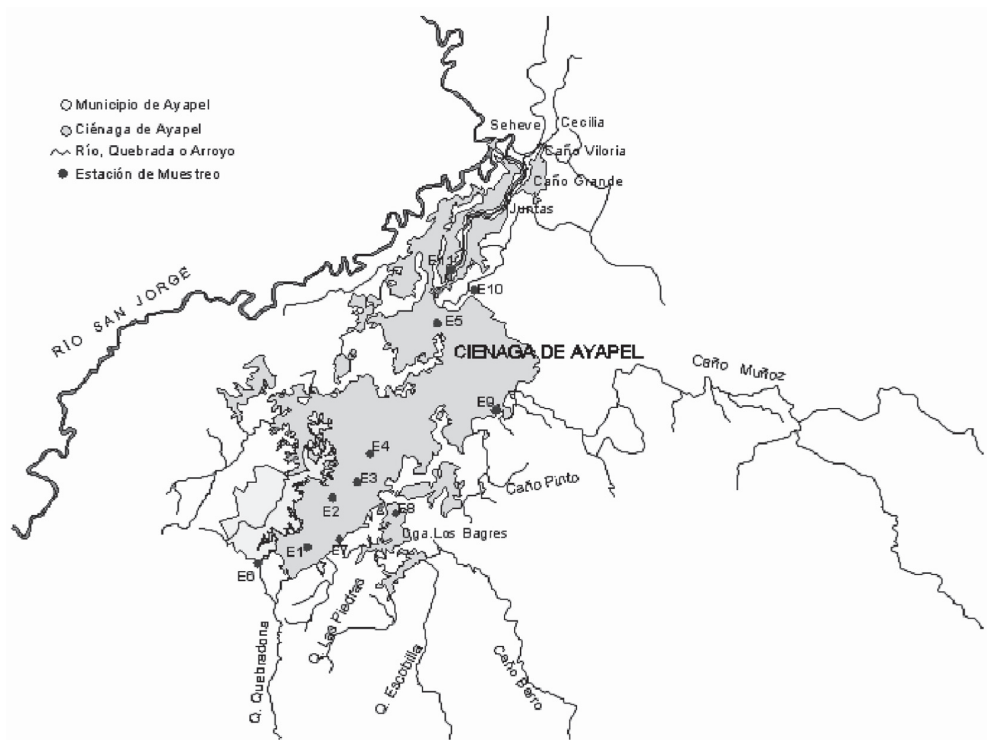 Municipio de Ayapel
Ciénaga de Ayapel
Río, Quebrada o Arroyo
Estación de Muestreo
Seheve
Cecilia
Caño Viloria
Caño Grande
Juntas
E11
E10
RÍO SAN JORGE
E5
CIENAGA DE AYAPEL
Caño Muñoz
E9
E4
E3
Caño Pinto
E2
E8
Cga. Los Bagres
E1
E7
E6
Q. Las Piedras
Q. Quebradona
Q. Escobilla
Caño Barro